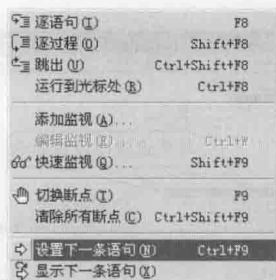 逐语句(I) F8
逐过程(O) Shift+F8
跳出(U) Ctrl+Shift+F8
运行到光标处(R) Ctrl+F8
添加监视(A)...
编辑监视(E)... Ctrl+W
快速监视(Q)... Shift+F9
切换断点(T) F9
清除所有断点(C) Ctrl+Shift+F9
设置下一条语句(N) Ctrl+F9
显示下一条语句(X)